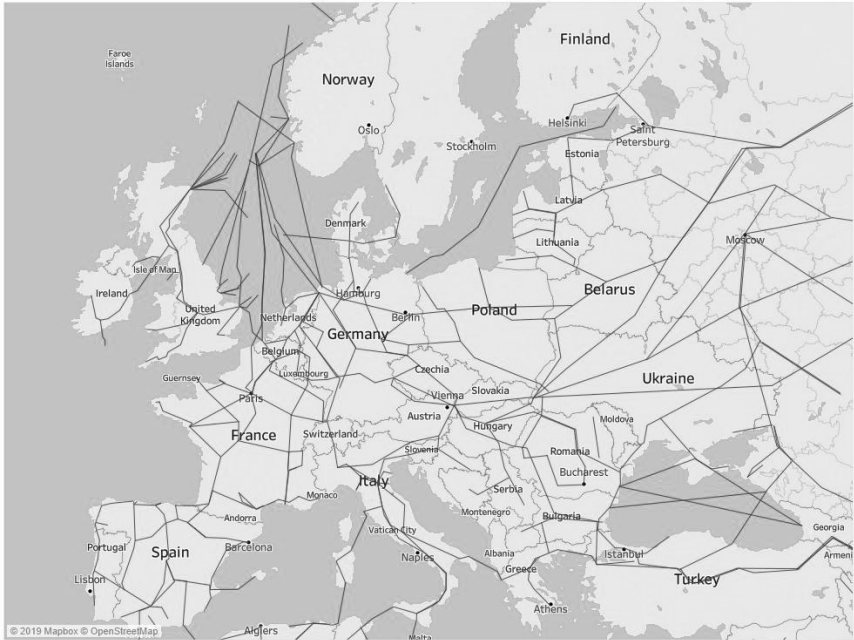 Faroe
Islands
Finland
Norway
Oslo
Helsinki
Saint
Petersburg
Stockholm
Estonia
Latvia
Denmark
Lithuania
Moscow
Isle of Man
Ireland
Hamburg
Belarus
United
Kingdom
Netherlands
Berlin
Poland
Germany
Belgium
Czechia
Luxembourg
Guernsey
Ukraine
Paris
Vienna
Slovakia
Austria
Moldova
France
Switzerland
Hungary
Slovenia
Romania
Bucharest
Italy
Serbia
Monaco
Montenegro
Andorra
Bulgaria
Georgia
Vatican City
Portugal
Spain
Barcelona
Albania
Istanbul
Armeni
Naples
Greece
Turkey
Lisbon
Athens
Algiers
Malta
© 2019 Mapbox © OpenStreetMap